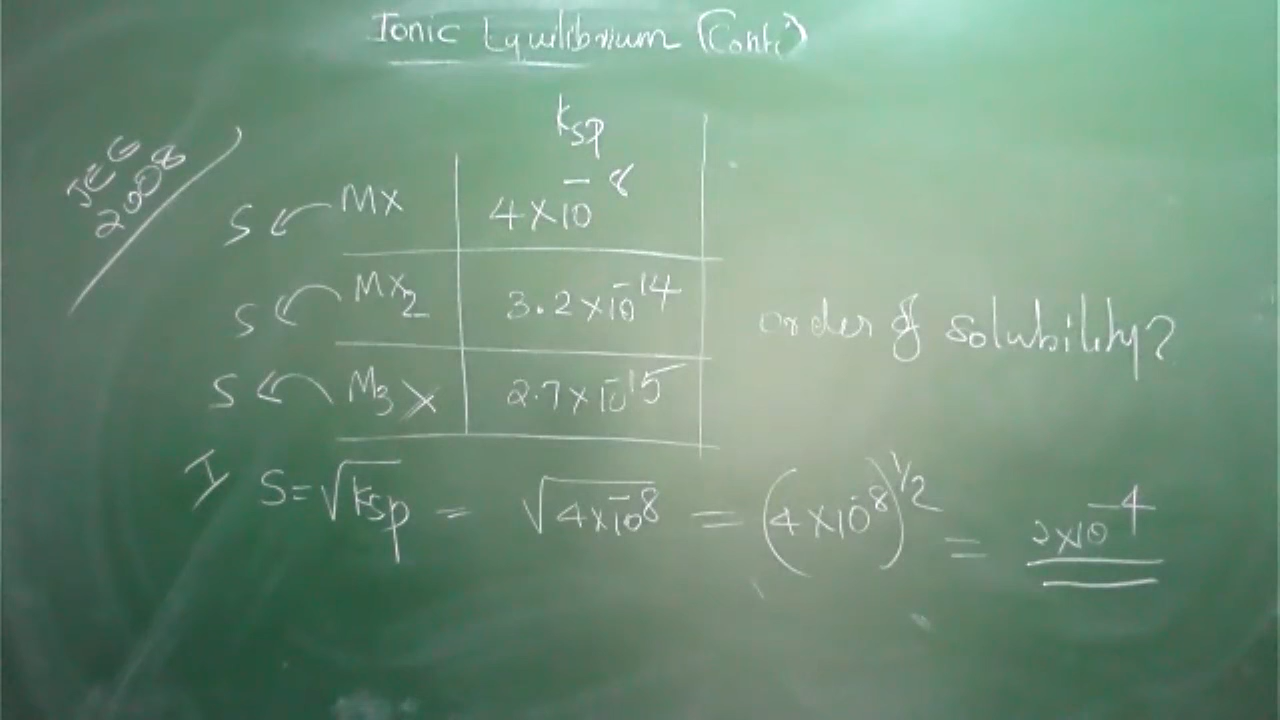 Ionic Equilibrium (Conti)
JEE
2008
Ksp
S ← MX 4 × 10⁻⁸
S ← MX₂ 3.2 × 10⁻¹⁴
S ← M₃X 2.7 × 10⁻¹⁵
order of solubility?
I S = √Ksp = √4×10⁻⁸ = (4×10⁻⁸)^1/2 = 2×10⁻⁴